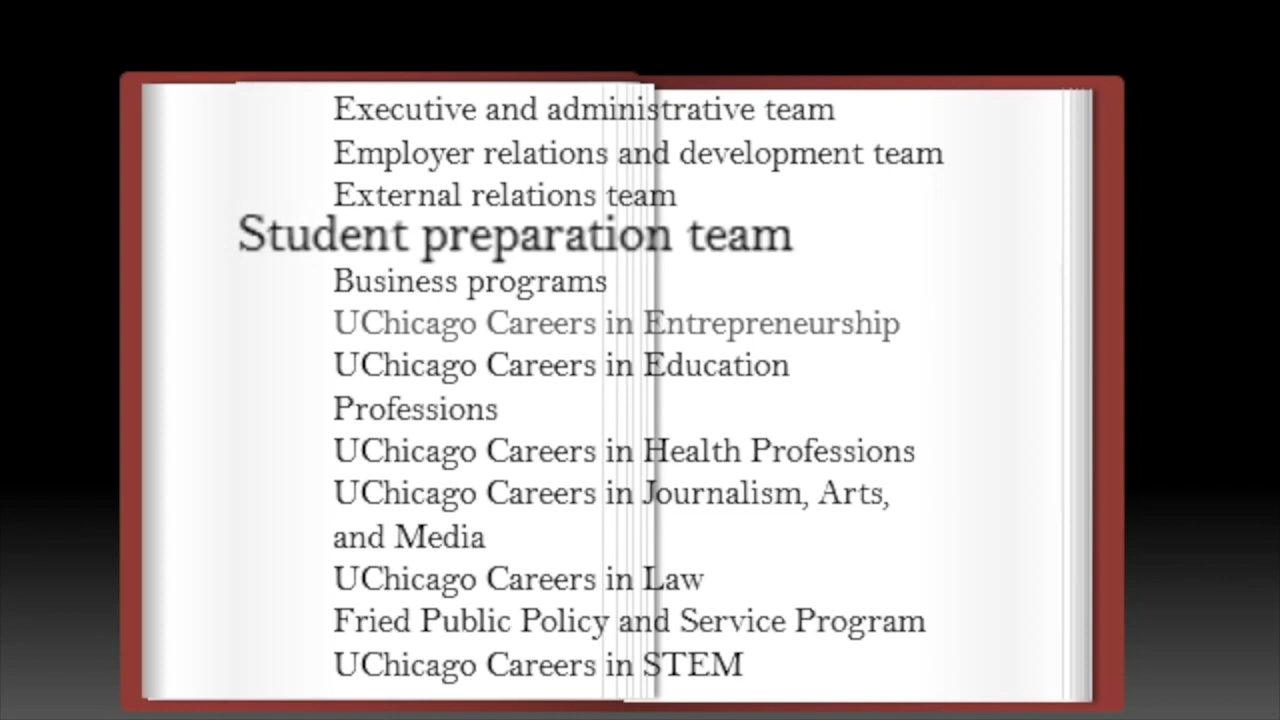 Executive and administrative team
Employer relations and development team
External relations team
Student preparation team
Business programs
UChicago Careers in Entrepreneurship
UChicago Careers in Education
Professions
UChicago Careers in Health Professions
UChicago Careers in Journalism, Arts,
and Media
UChicago Careers in Law
Fried Public Policy and Service Program
UChicago Careers in STEM